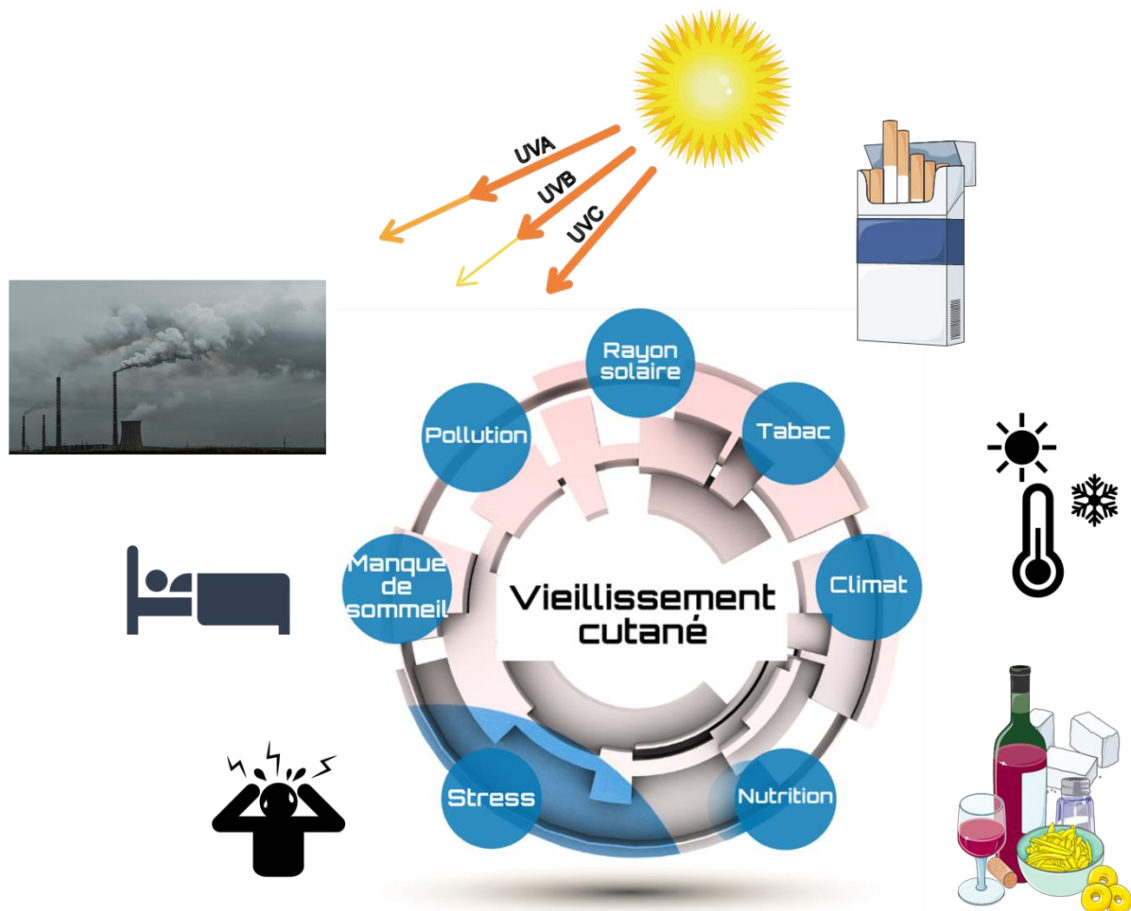 UVA
UVB
UVC
Rayon
solaire
Pollution
Tabac
Manque
de
sommeil
Climat
Vieillissement
cutané
Stress
Nutrition